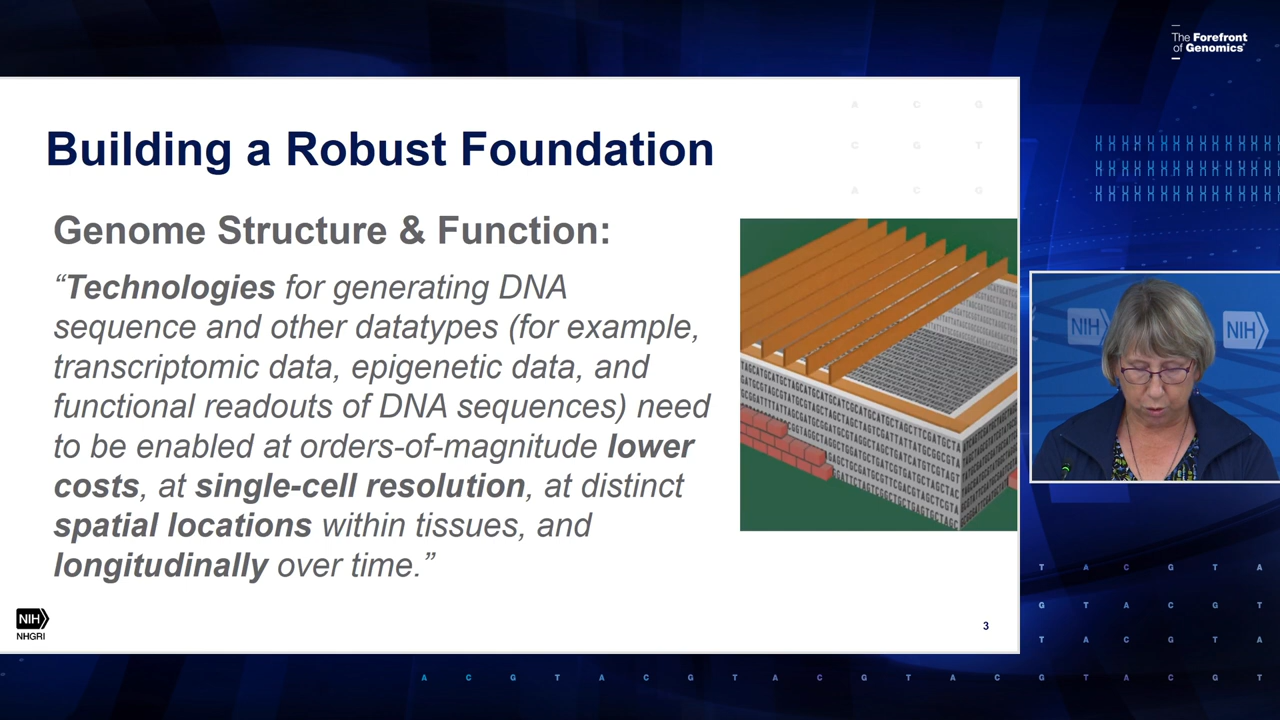 The Forefront
of Genomics®
A C G
C G T
A C G
Building a Robust Foundation
Genome Structure & Function:
“Technologies for generating DNA
sequence and other datatypes (for example,
transcriptomic data, epigenetic data, and
functional readouts of DNA sequences) need
to be enabled at orders-of-magnitude lower
costs, at single-cell resolution, at distinct
spatial locations within tissues, and
longitudinally over time.”
NIH
NHGRI
3
NIH
NIH
T A C G T A
G T A C G T
T A C G T A
A C G T A C G T A C G T A C G T A C G T